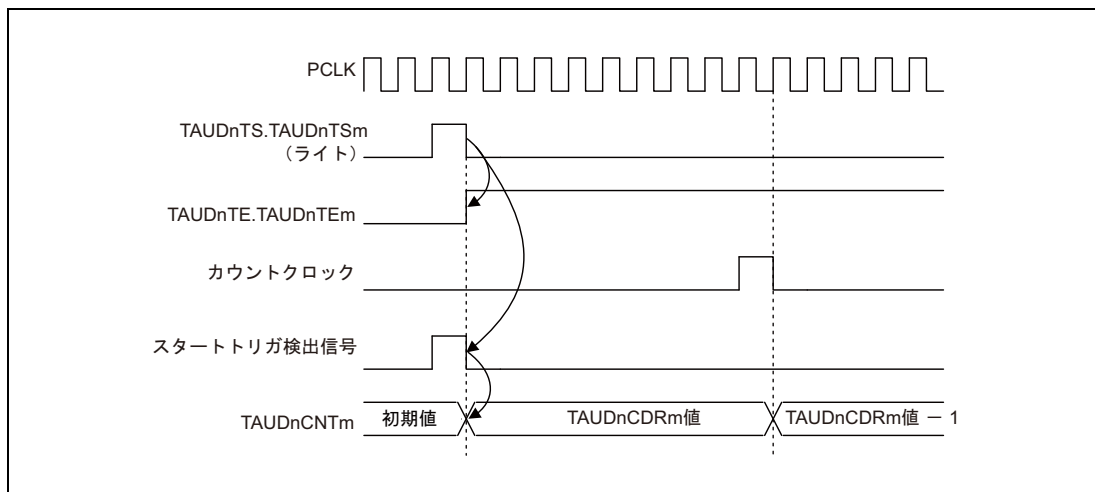 PCLK
TAUDnTS.TAUDnTSm
（ライト）
TAUDnTE.TAUDnTEm
カウントクロック
スタートトリガ検出信号
TAUDnCNTm
初期値
TAUDnCDRm値
TAUDnCDRm値 － 1